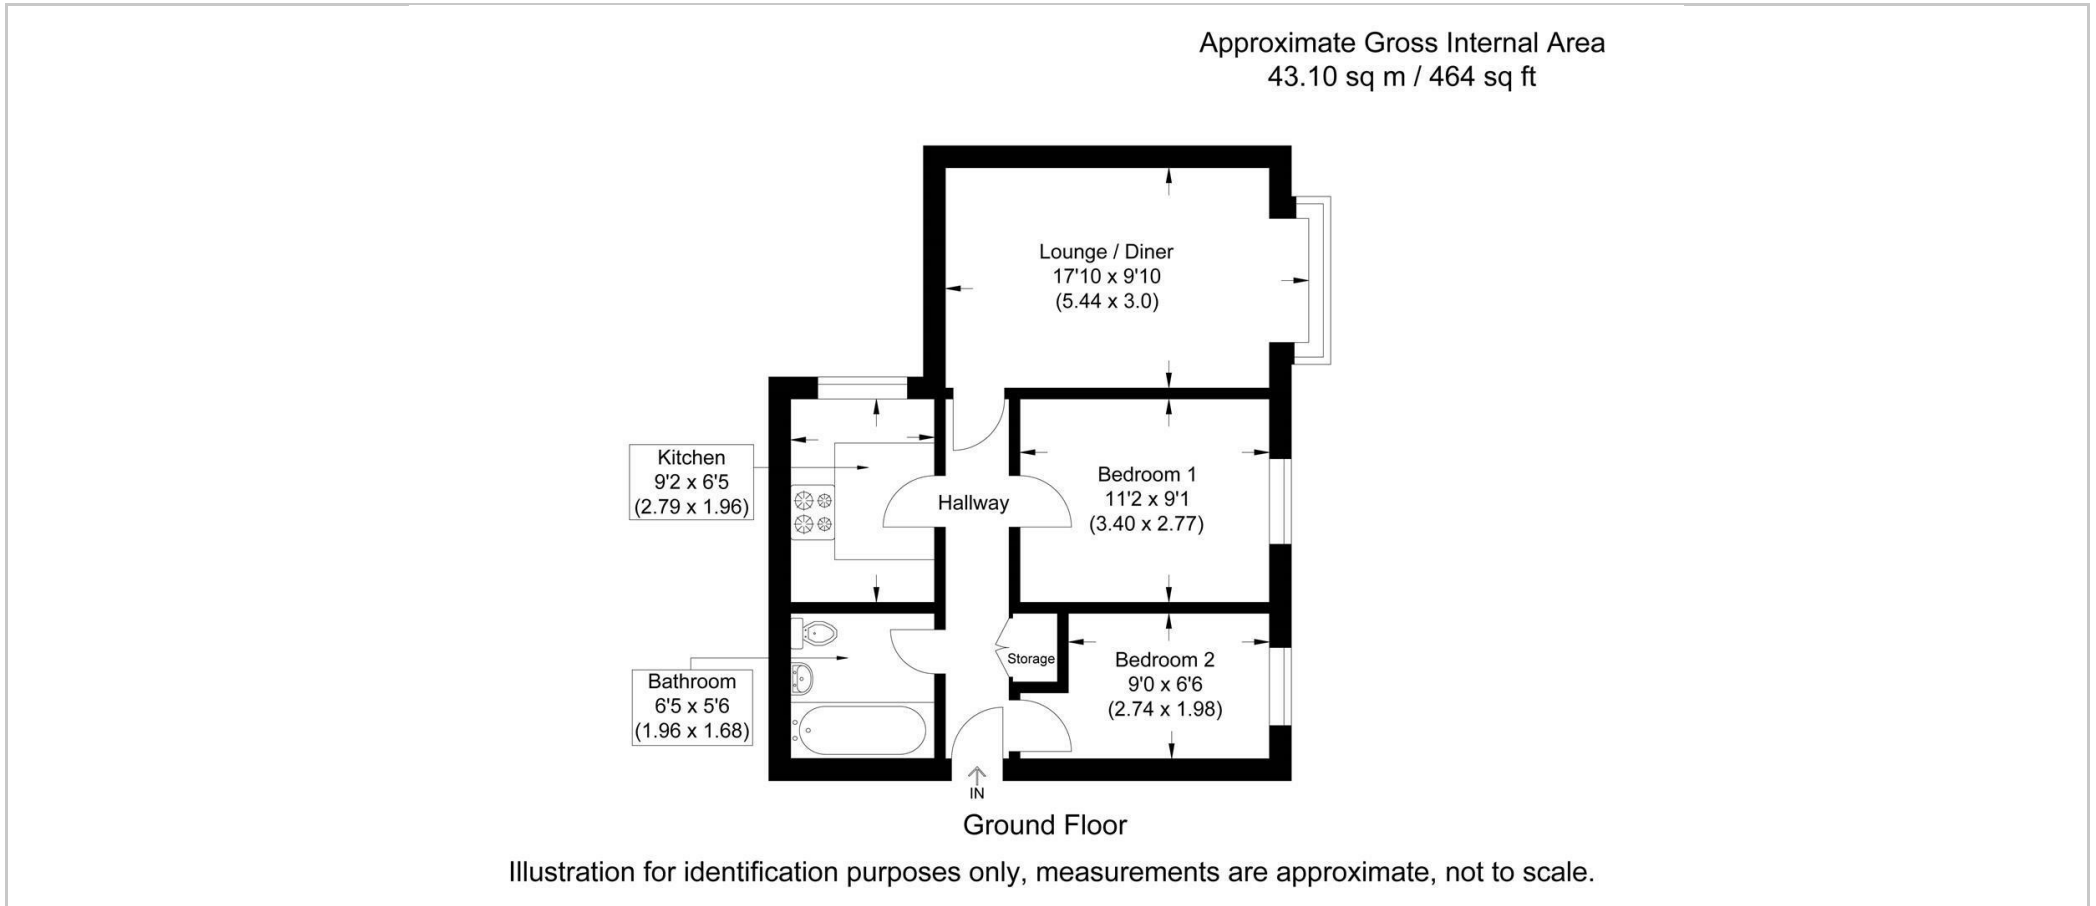 Approximate Gross Internal Area
43.10 sq m / 464 sq ft
Lounge / Diner
17'10 x 9'10
(5.44 x 3.0)
Kitchen
9'2 x 6'5
(2.79 x 1.96)
Hallway
Bedroom 1
11'2 x 9'1
(3.40 x 2.77)
Storage
Bedroom 2
9'0 x 6'6
(2.74 x 1.98)
Bathroom
6'5 x 5'6
(1.96 x 1.68)
IN
Ground Floor
Illustration for identification purposes only, measurements are approximate, not to scale.